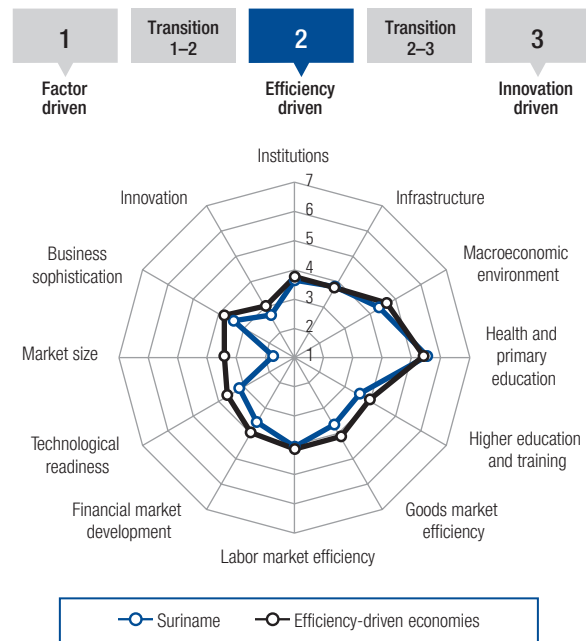 1
Transition
1–2
2
Transition
2–3
3
Factor
driven
Efficiency
driven
Innovation
driven
Institutions
Infrastructure
Macroeconomic
environment
Health and
primary
education
Higher education
and training
Goods market
efficiency
Labor market efficiency
Financial market
development
Technological
readiness
Market size
Business
sophistication
Innovation
7
6
5
4
3
2
1
Suriname
Efficiency-driven economies